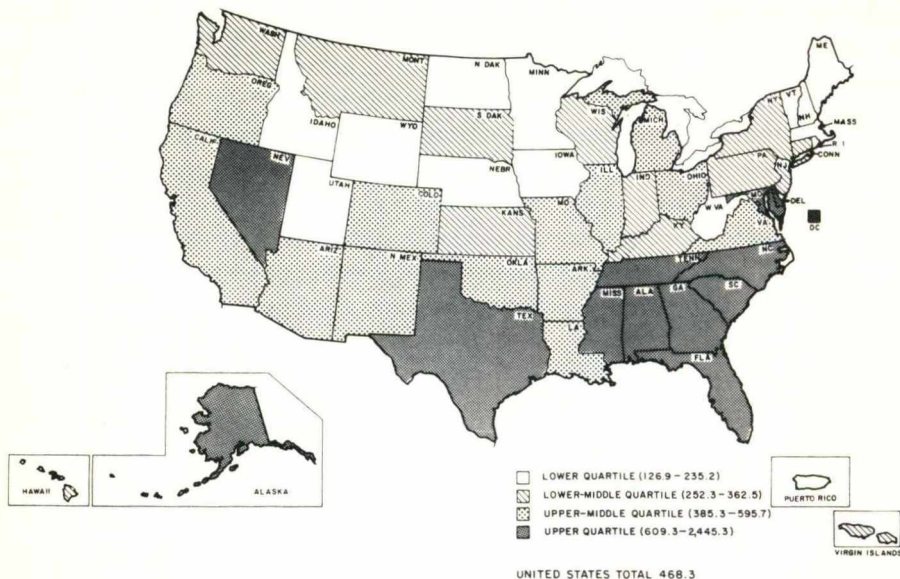 WASH.
MONT
N DAK
MINN
ME
OREG
IDAHO
WYO
S DAK
WIS
MICH
NY
VT
NH
MASS
R I
CONN
CALIF
NEV
UTAH
COLO
NEBR
IOWA
ILL
IND
OHIO
PA
NJ
MD
DEL
DC
W VA
VA
KANS
MO
KY
ARIZ
N MEX
OKLA
ARK
TENN
NC
SC
TEX
LA
MISS
ALA
GA
FLA
HAWAII
ALASKA
LOWER QUARTILE (126.9-235.2)
LOWER-MIDDLE QUARTILE (252.3-362.5)
UPPER-MIDDLE QUARTILE (385.3-595.7)
UPPER QUARTILE (609.3-2,445.3)
PUERTO RICO
VIRGIN ISLANDS
UNITED STATES TOTAL 468.3